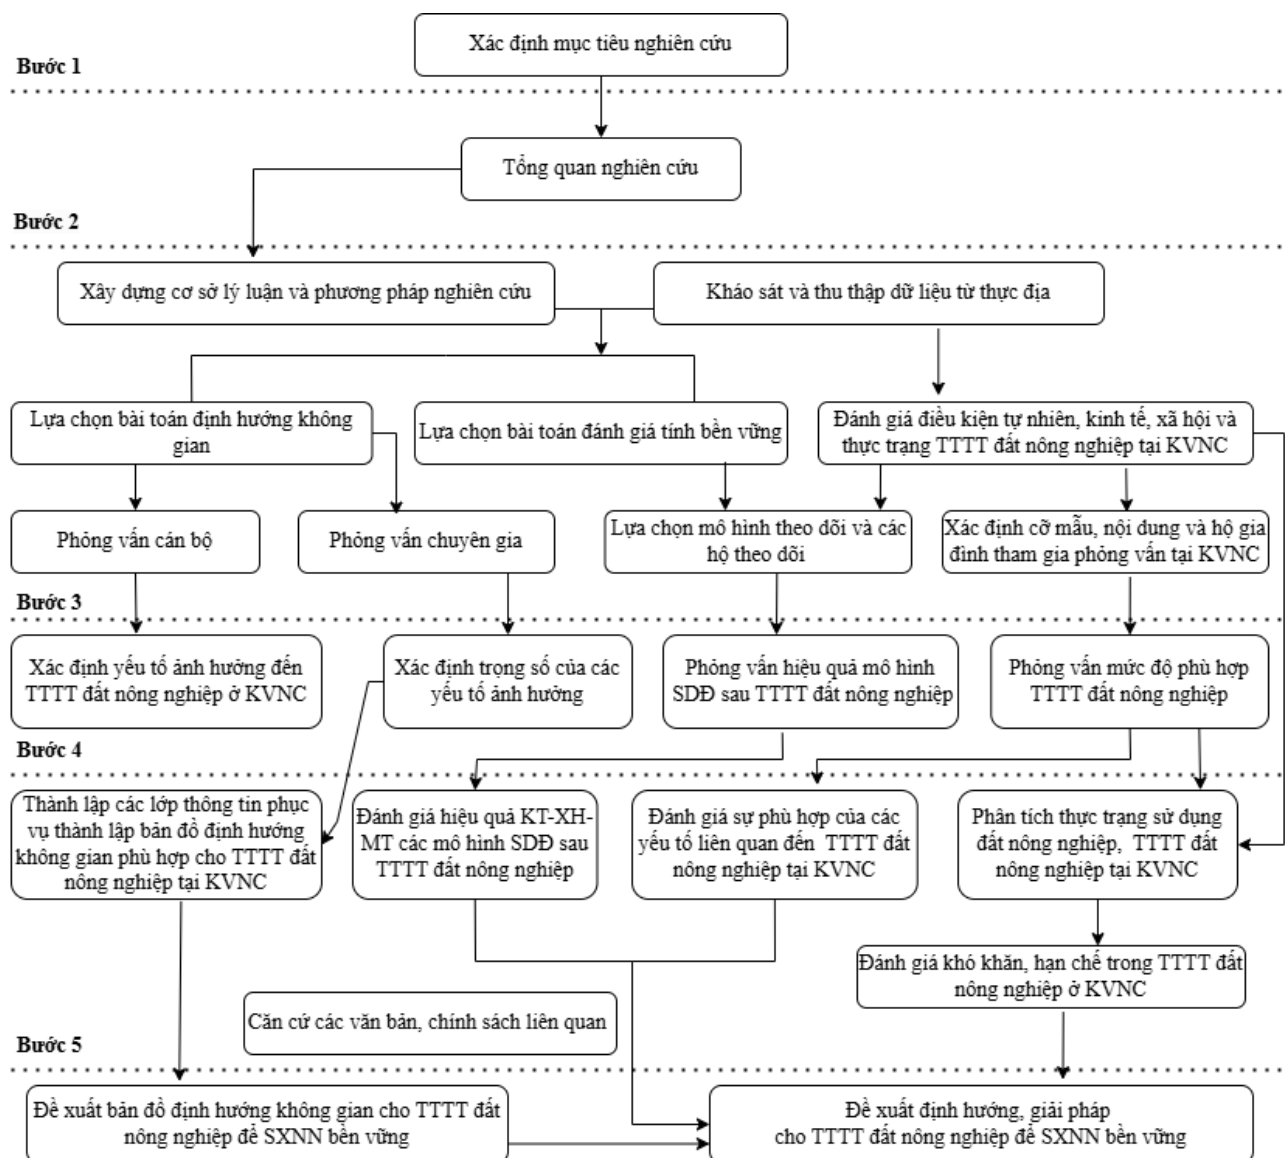 Xác định mục tiêu nghiên cứu
Bước 1
Tổng quan nghiên cứu
Bước 2
Xây dựng cơ sở lý luận và phương pháp nghiên cứu
Khảo sát và thu thập dữ liệu từ thực địa
Lựa chọn bài toán định hướng không
gian
Lựa chọn bài toán đánh giá tính bền vững
Đánh giá điều kiện tự nhiên, kinh tế, xã hội và
thực trạng TTTT đất nông nghiệp tại KVNC
Phỏng vấn cán bộ
Phỏng vấn chuyên gia
Lựa chọn mô hình theo dõi và các
hộ theo dõi
Xác định cỡ mẫu, nội dung và hộ gia
đình tham gia phỏng vấn tại KVNC
Bước 3
Xác định yếu tố ảnh hưởng đến
TTTT đất nông nghiệp ở KVNC
Xác định trọng số của các
yếu tố ảnh hưởng
Phỏng vấn hiệu quả mô hình
SDĐ sau TTTT đất nông nghiệp
Phỏng vấn mức độ phù hợp
TTTT đất nông nghiệp
Bước 4
Thành lập các lớp thông tin phục
vụ thành lập bản đồ định hướng
không gian phù hợp cho TTTT đất
nông nghiệp tại KVNC
Đánh giá hiệu quả KT-XH-
MT các mô hình SDĐ sau
TTTT đất nông nghiệp
Đánh giá sự phù hợp của các
yếu tố liên quan đến TTTT đất
nông nghiệp tại KVNC
Phân tích thực trạng sử dụng
đất nông nghiệp, TTTT đất
nông nghiệp tại KVNC
Đánh giá khó khăn, hạn chế trong TTTT đất
nông nghiệp ở KVNC
Căn cứ các văn bản, chính sách liên quan
Bước 5
Đề xuất bản đồ định hướng không gian cho TTTT đất
nông nghiệp để SXNN bền vững
Đề xuất định hướng, giải pháp
cho TTTT đất nông nghiệp để SXNN bền vững